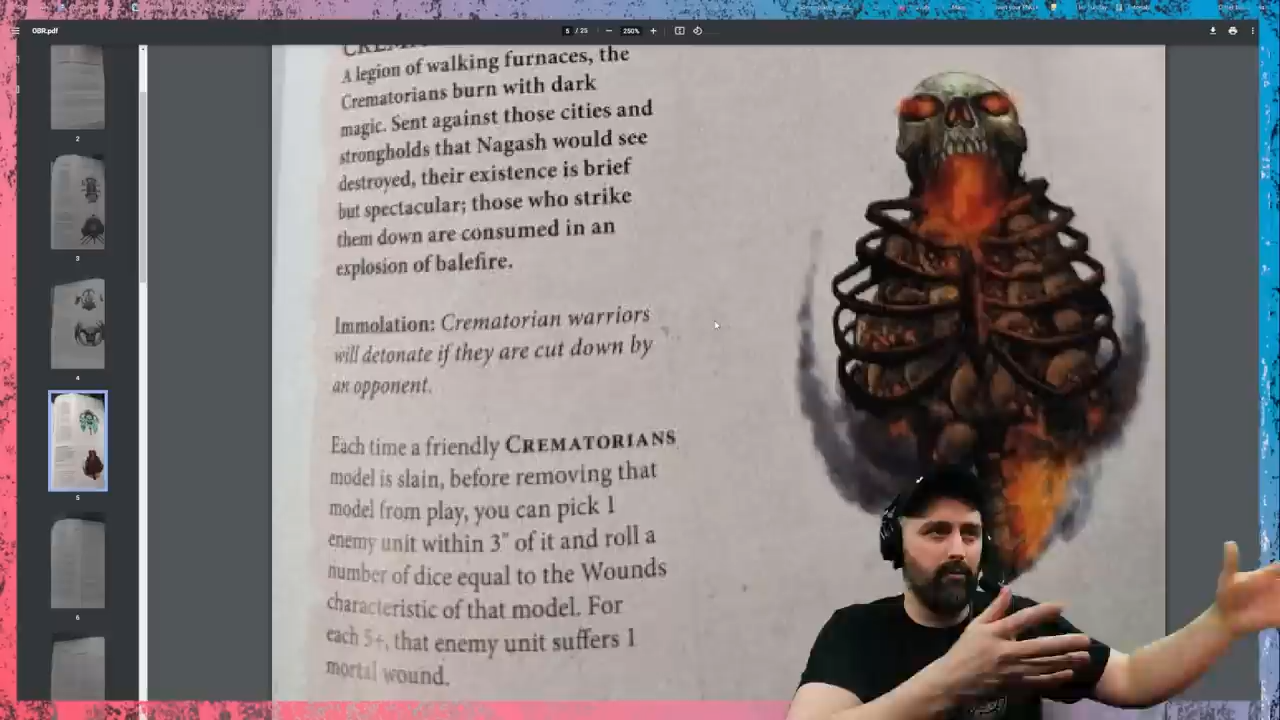 OBR.pdf
5 / 25
250%
2
3
4
5
6
A legion of walking furnaces, the
Crematorians burn with dark
magic. Sent against those cities and
strongholds that Nagash would see
destroyed, their existence is brief
but spectacular; those who strike
them down are consumed in an
explosion of balefire.
Immolation: Crematorian warriors
will detonate if they are cut down by
an opponent.
Each time a friendly CREMATORIANS
model is slain, before removing that
model from play, you can pick 1
enemy unit within 3" of it and roll a
number of dice equal to the Wounds
characteristic of that model. For
each 5+, that enemy unit suffers 1
mortal wound.